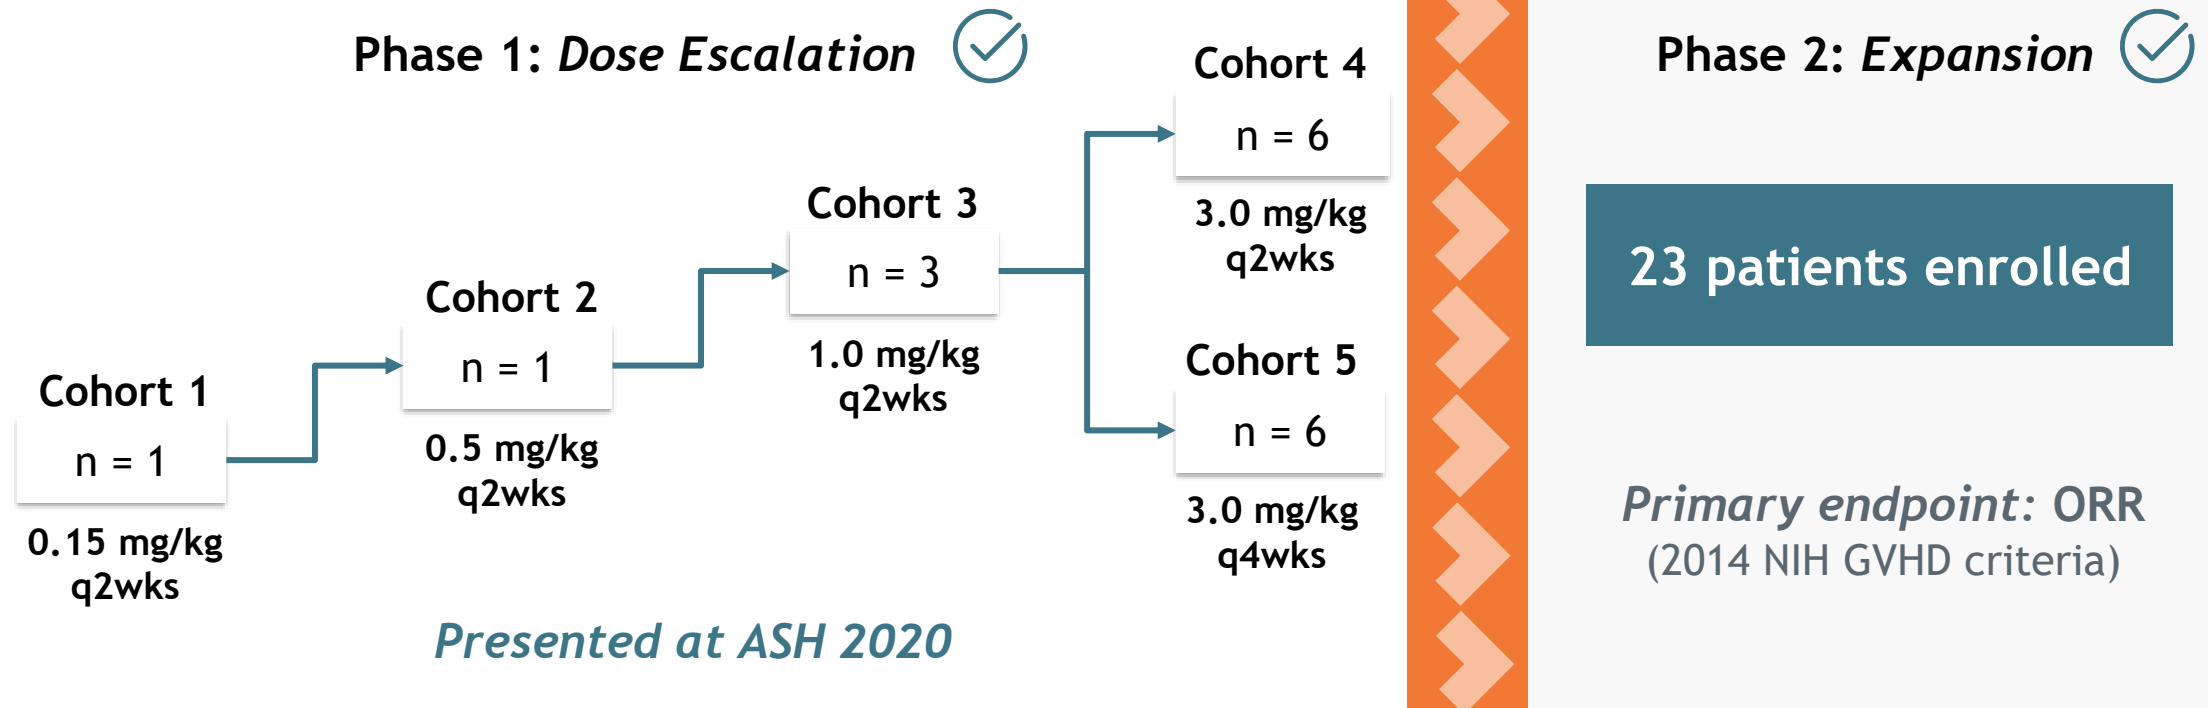 Phase 1: Dose Escalation
Cohort 1
n = 1
0.15 mg/kg
q2wks
Cohort 2
n = 1
0.5 mg/kg
q2wks
Cohort 3
n = 3
1.0 mg/kg
q2wks
Cohort 4
n = 6
3.0 mg/kg
q2wks
Cohort 5
n = 6
3.0 mg/kg
q4wks
Presented at ASH 2020
Phase 2: Expansion
23 patients enrolled
Primary endpoint: ORR
(2014 NIH GVHD criteria)